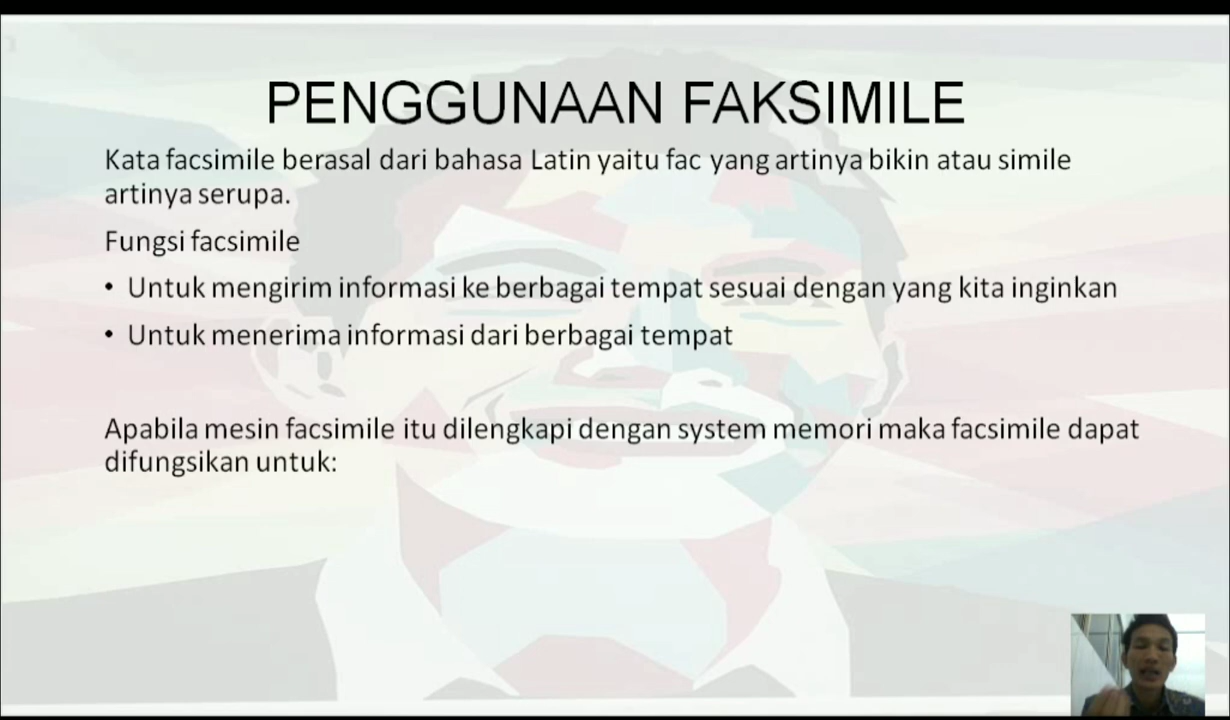 PENGGUNAAN FAKSIMILE
Kata facsimile berasal dari bahasa Latin yaitu fac yang artinya bikin atau simile
artinya serupa.
Fungsi facsimile
• Untuk mengirim informasi ke berbagai tempat sesuai dengan yang kita inginkan
• Untuk menerima informasi dari berbagai tempat
Apabila mesin facsimile itu dilengkapi dengan system memori maka facsimile dapat
difungsikan untuk: